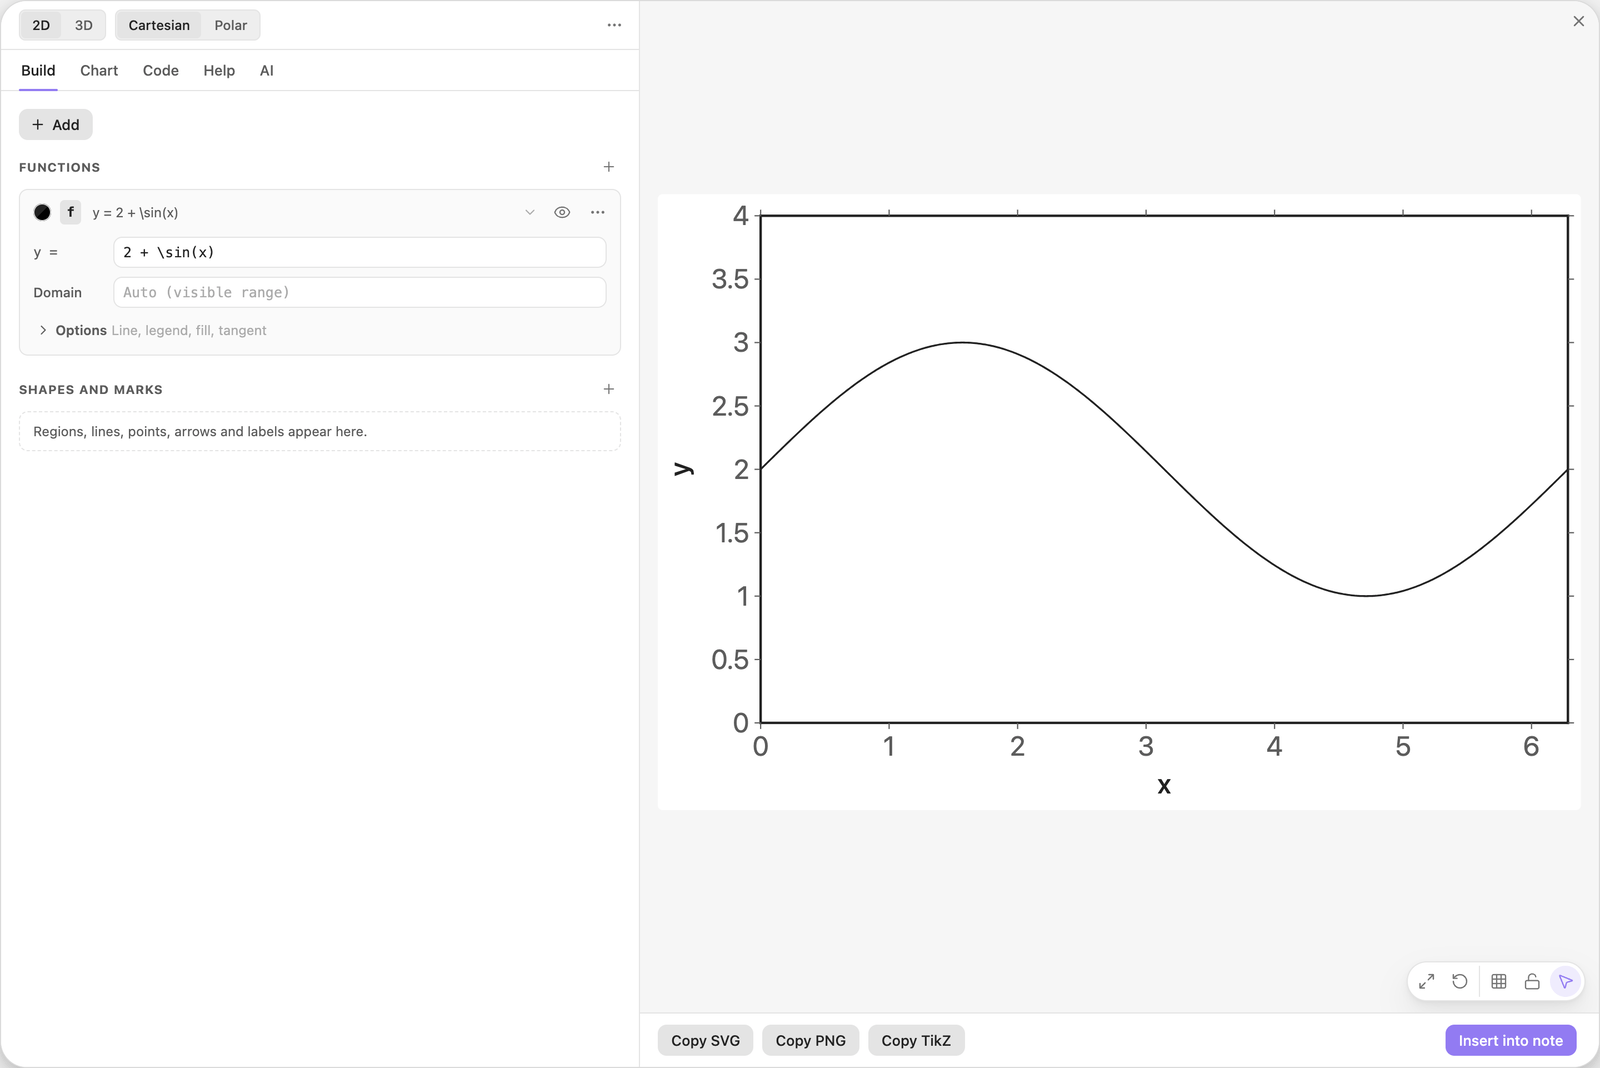 2D 3D Cartesian Polar
Build Chart Code Help AI
+ Add
FUNCTIONS
f y = 2 + \sin(x)
y = 2 + \sin(x)
Domain Auto (visible range)
Options Line, legend, fill, tangent
SHAPES AND MARKS
Regions, lines, points, arrows and labels appear here.
4
3.5
3
2.5
2
1.5
1
0.5
0
y
0 1 2 3 4 5 6
x
Copy SVG Copy PNG Copy TikZ Insert into note